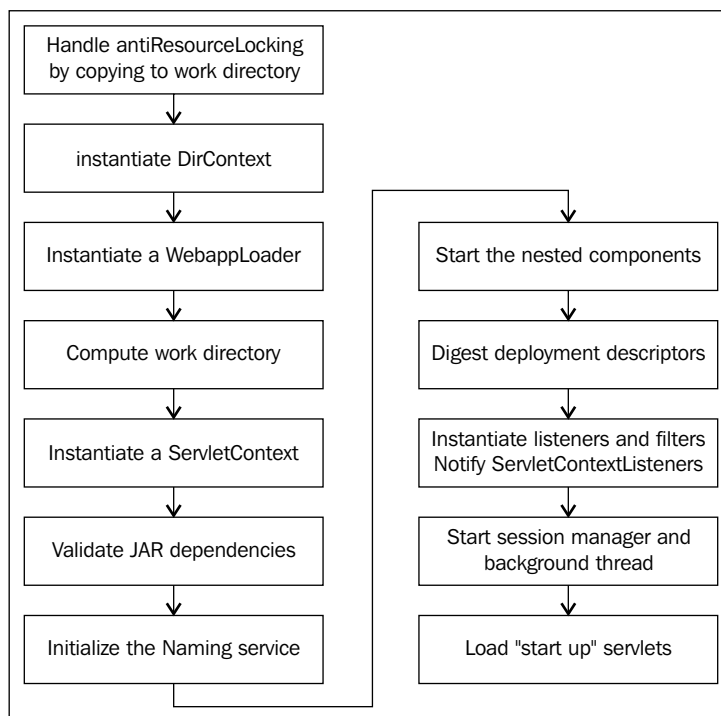 Handle antiResourceLocking
by copying to work directory
instantiate DirContext
Instantiate a WebappLoader
Compute work directory
Instantiate a ServletContext
Validate JAR dependencies
Initialize the Naming service
Start the nested components
Digest deployment descriptors
Instantiate listeners and filters
Notify ServletContextListeners
Start session manager and
background thread
Load "start up" servlets